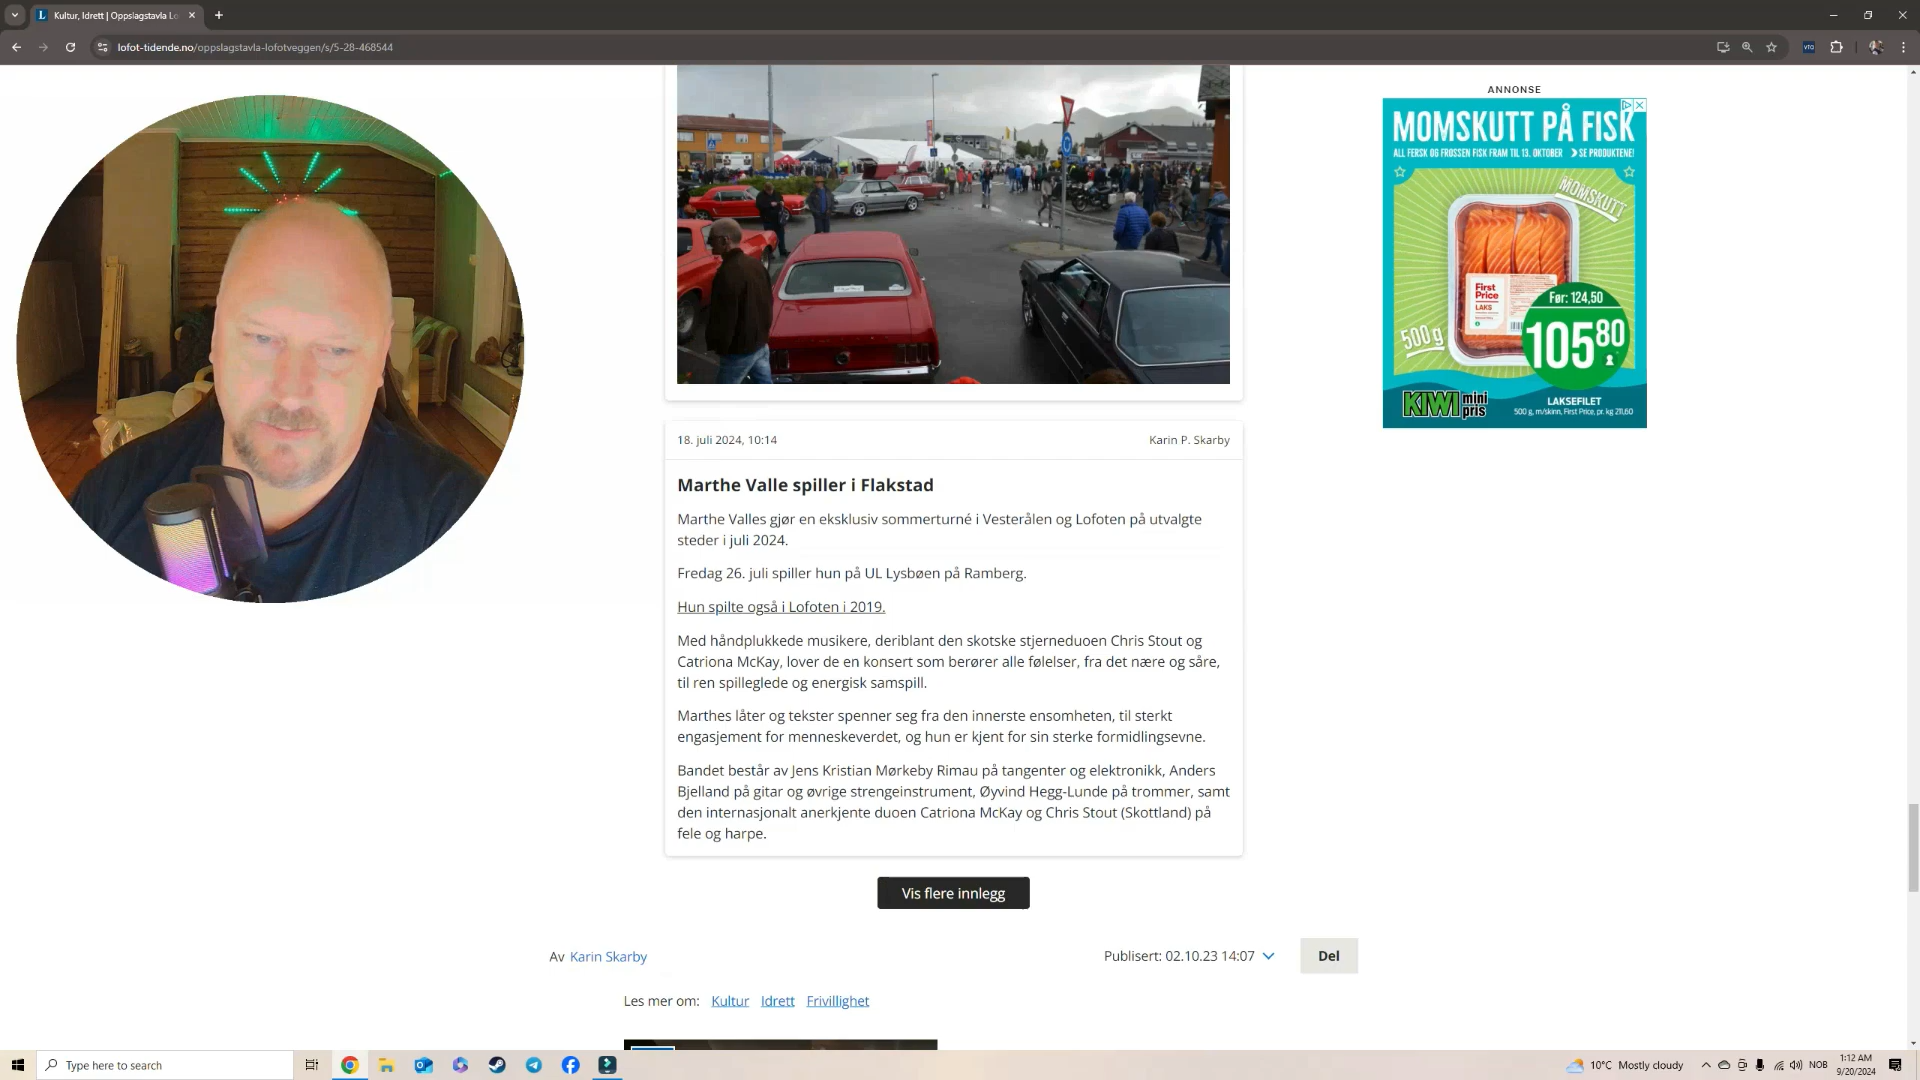 Kultur, Idrett | Oppslagstavla Lo
lofot-tidende.no/oppslagstavla-lofotveggen/s/5-28-468544
ANNONSE
MOMSKUTT PÅ FISK
ALL FERSK OG FROSSEN FISK FRAM TIL 13. OKTOBER
SE PRODUKTENE!
MOMSKUTT
First
Price
LAKS
Før: 124,50
105 80
500 g
KIWI mini
pris
LAKSEFILET
500 g, m/skinn, First Price, pr. kg 211,60
18. juli 2024, 10:14
Karin P. Skarby
Marthe Valle spiller i Flakstad
Marthe Valles gjør en eksklusiv sommerturné i Vesterålen og Lofoten på utvalgte
steder i juli 2024.
Fredag 26. juli spiller hun på UL Lysbøen på Ramberg.
Hun spilte også i Lofoten i 2019.
Med håndplukkede musikere, deriblant den skotske stjerneduoen Chris Stout og
Catriona McKay, lover de en konsert som berører alle følelser, fra det nære og såre,
til ren spilleglede og energisk samspill.
Marthes låter og tekster spenner seg fra den innerste ensomheten, til sterkt
engasjement for menneskeverdet, og hun er kjent for sin sterke formidlingsevne.
Bandet består av Jens Kristian Mørkeby Rimau på tangenter og elektronikk, Anders
Bjelland på gitar og øvrige strengeinstrument, Øyvind Hegg-Lunde på trommer, samt
den internasjonalt anerkjente duoen Catriona McKay og Chris Stout (Skottland) på
fele og harpe.
Vis flere innlegg
Av Karin Skarby
Publisert: 02.10.23 14:07
Del
Les mer om: Kultur Idrett Frivillighet
Type here to search
10°C Mostly cloudy
NOB
1:12 AM
9/20/2024